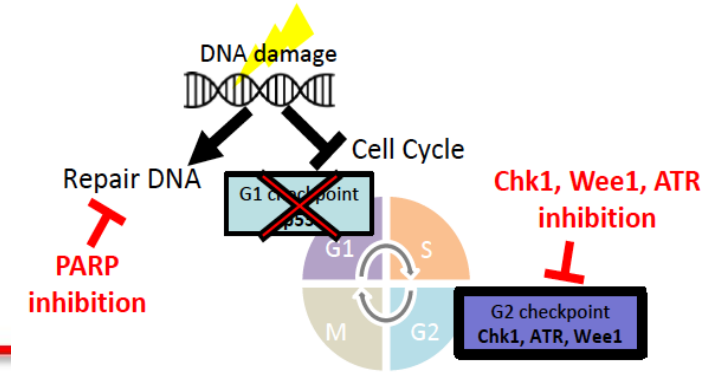 DNA damage
Cell Cycle
Repair DNA
G1 checkpoint
p53
Chk1, Wee1, ATR
inhibition
PARP
inhibition
G1
S
M
G2
G2 checkpoint
Chk1, ATR, Wee1